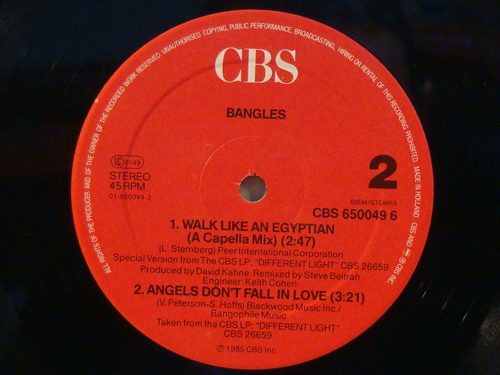 ALL RIGHTS OF THE PRODUCER AND OF THE OWNER OF THE RECORDED WORK RESERVED. UNAUTHORISED COPYING, PUBLIC PERFORMANCE, BROADCASTING, HIRING OR RENTAL OF THIS RECORDING PROHIBITED. MADE IN HOLLAND. CBS AND ℗ CBS INC.
CBS
BANGLES
STEREO
45 RPM
01-650049-2
2
BIEM/STEMRA
CBS 650049 6
1. WALK LIKE AN EGYPTIAN
(A Capella Mix) (2:47)
(L. Sternberg) Peer International Corporation
Special Version from The CBS LP: "DIFFERENT LIGHT" CBS 26659
Produced by David Kahne. Remixed by Steve Beltran
Engineer: Keith Cohen
2. ANGELS DON'T FALL IN LOVE (3:21)
(V. Peterson-S. Hoffs) Blackwood Music Inc./
Bangophile Music
Taken from the CBS LP: "DIFFERENT LIGHT"
CBS 26659
℗ 1985 CBS Inc.